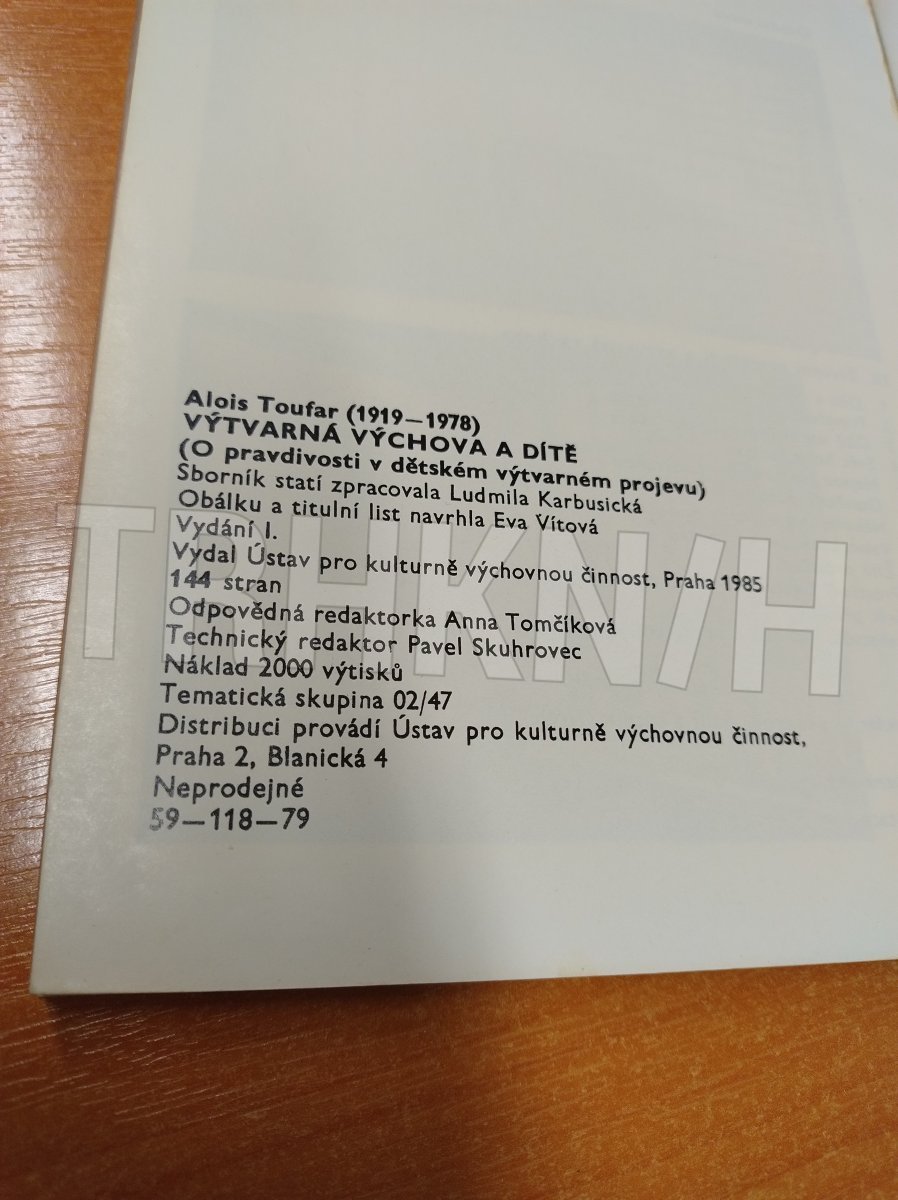 Alois Toufar (1919—1978)
VÝTVARNÁ VÝCHOVA A DÍTĚ
(O pravdivosti v dětském výtvarném projevu)
Sborník statí zpracovala Ludmila Karbusická
Obálku a titulní list navrhla Eva Vítová
Vydání I.
Vydal Ústav pro kulturně výchovnou činnost, Praha 1985
144 stran
Odpovědná redaktorka Anna Tomčíková
Technický redaktor Pavel Skuhrovec
Náklad 2000 výtisků
Tematická skupina 02/47
Distribuci provádí Ústav pro kulturně výchovnou činnost,
Praha 2, Blanická 4
Neprodejné
59—118—79